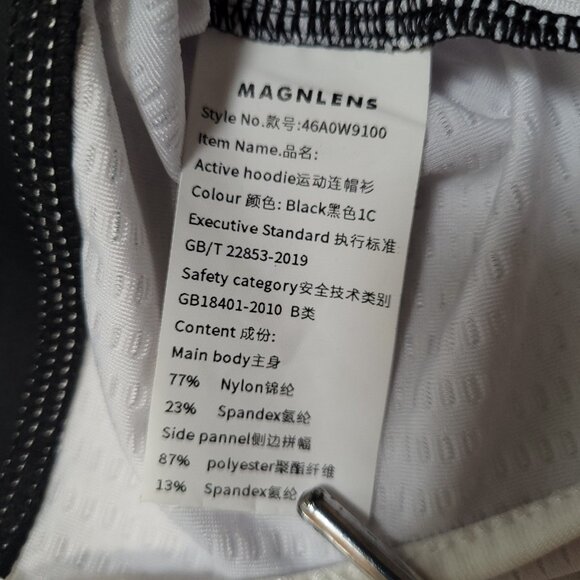 MAGNLENS
Style No.款号:46A0W9100
Item Name.品名:
Active hoodie运动连帽衫
Colour 颜色: Black黑色1C
Executive Standard 执行标准
GB/T 22853-2019
Safety category安全技术类别
GB18401-2010 B类
Content 成份:
Main body主身
77% Nylon锦纶
23% Spandex氨纶
Side pannel侧边拼幅
87% polyester聚酯纤维
13% Spandex氨纶